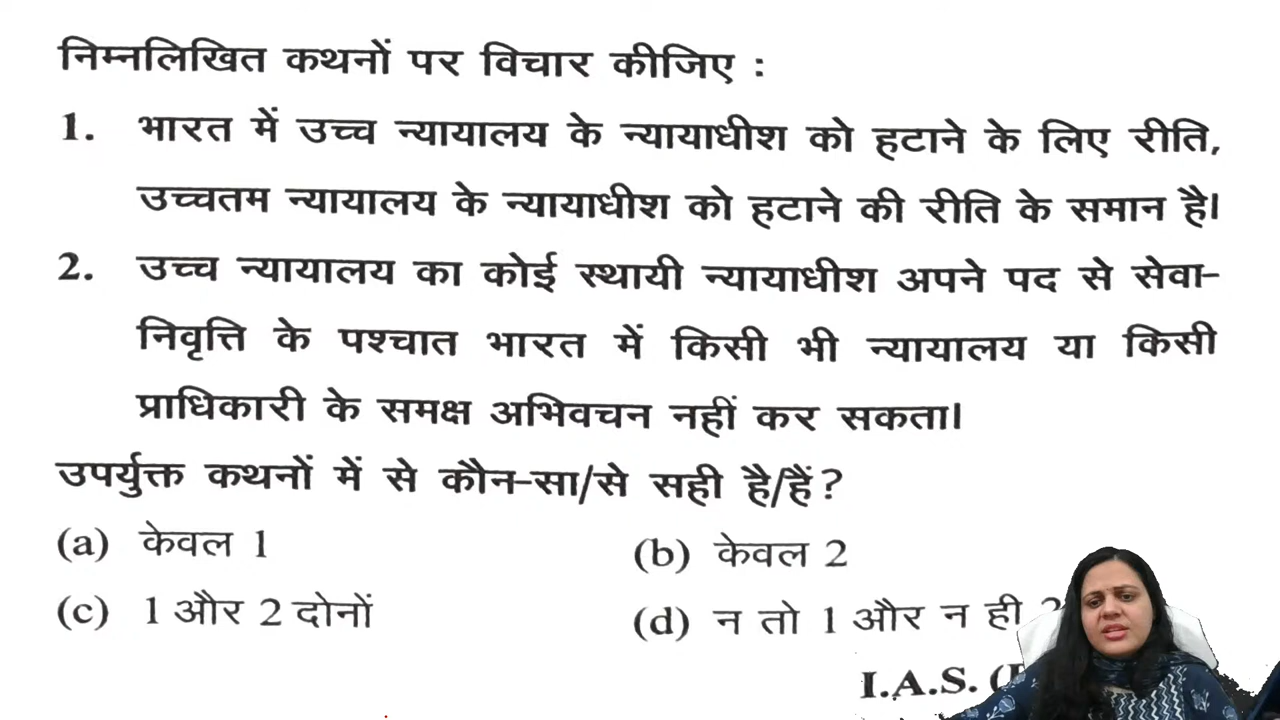 निम्नलिखित कथनों पर विचार कीजिए :
1. भारत में उच्च न्यायालय के न्यायाधीश को हटाने के लिए रीति,
उच्चतम न्यायालय के न्यायाधीश को हटाने की रीति के समान है।
2. उच्च न्यायालय का कोई स्थायी न्यायाधीश अपने पद से सेवा-
निवृत्ति के पश्चात भारत में किसी भी न्यायालय या किसी
प्राधिकारी के समक्ष अभिवचन नहीं कर सकता।
उपर्युक्त कथनों में से कौन-सा/से सही है/हैं?
(a) केवल 1
(b) केवल 2
(c) 1 और 2 दोनों
(d) न तो 1 और न ही
I.A.S.